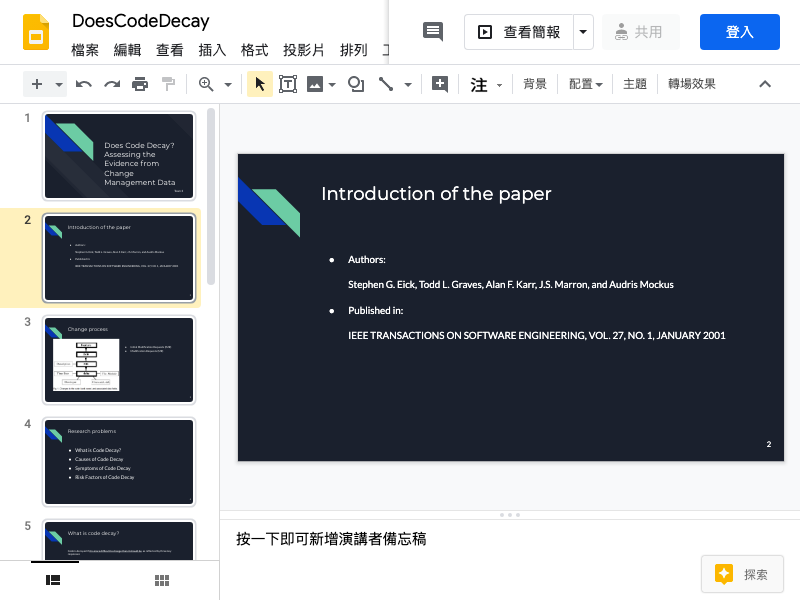 DoesCodeDecay
檔案 編輯 查看 插入 格式 投影片 排列
查看簡報
共用
登入
注
背景 配置 主題 轉場效果
1
Does Code Decay?
Assessing the
Evidence from
Change
Management Data
2
Introduction of the paper
3
Change process
4
Research problems
What is Code Decay?
Causes of Code Decay
Symptoms of Code Decay
Risk Factors of Code Decay
5
What is code decay?
Introduction of the paper
● Authors:
Stephen G. Eick, Todd L. Graves, Alan F. Karr, J.S. Marron, and Audris Mockus
● Published in:
IEEE TRANSACTIONS ON SOFTWARE ENGINEERING, VOL. 27, NO. 1, JANUARY 2001
2
按一下即可新增演講者備忘稿
探索